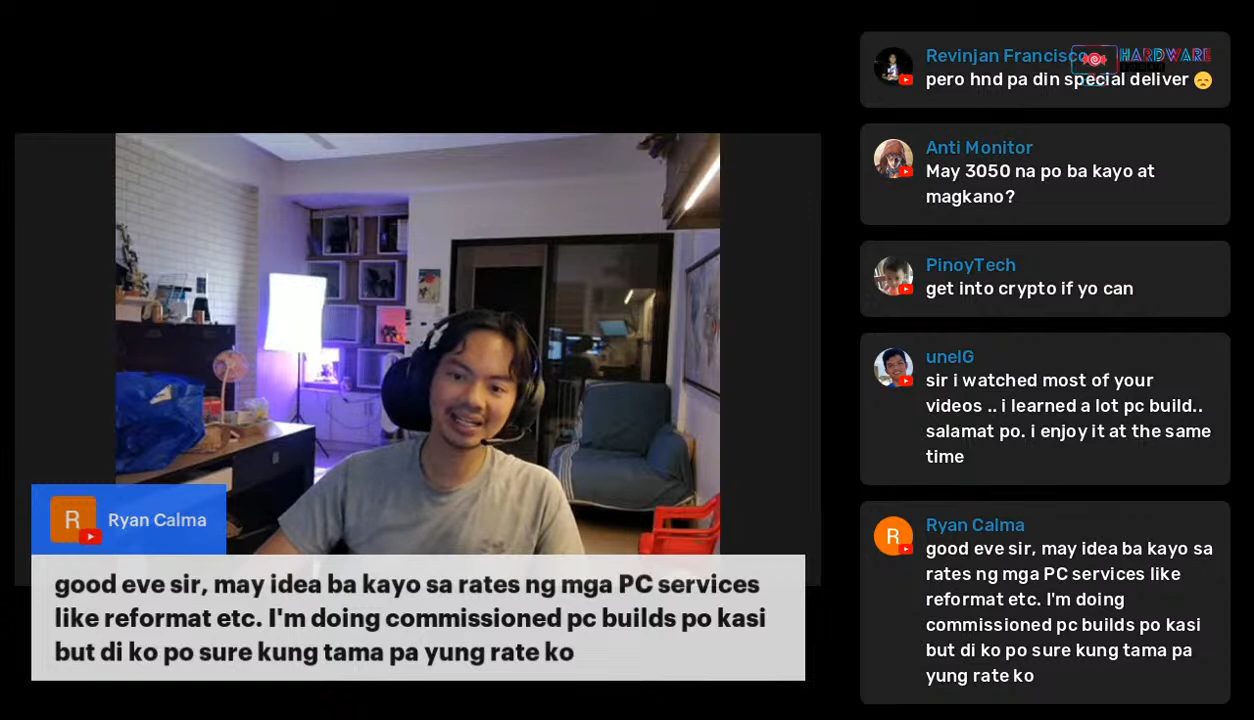 Ryan Calma
good eve sir, may idea ba kayo sa rates ng mga PC services
like reformat etc. I'm doing commissioned pc builds po kasi
but di ko po sure kung tama pa yung rate ko
Revinjan Francisco
HARDWARE
pero hnd pa din special deliver 😞
Anti Monitor
May 3050 na po ba kayo at
magkano?
PinoyTech
get into crypto if yo can
unelG
sir i watched most of your
videos .. i learned a lot pc build..
salamat po. i enjoy it at the same
time
Ryan Calma
good eve sir, may idea ba kayo sa
rates ng mga PC services like
reformat etc. I'm doing
commissioned pc builds po kasi
but di ko po sure kung tama pa
yung rate ko